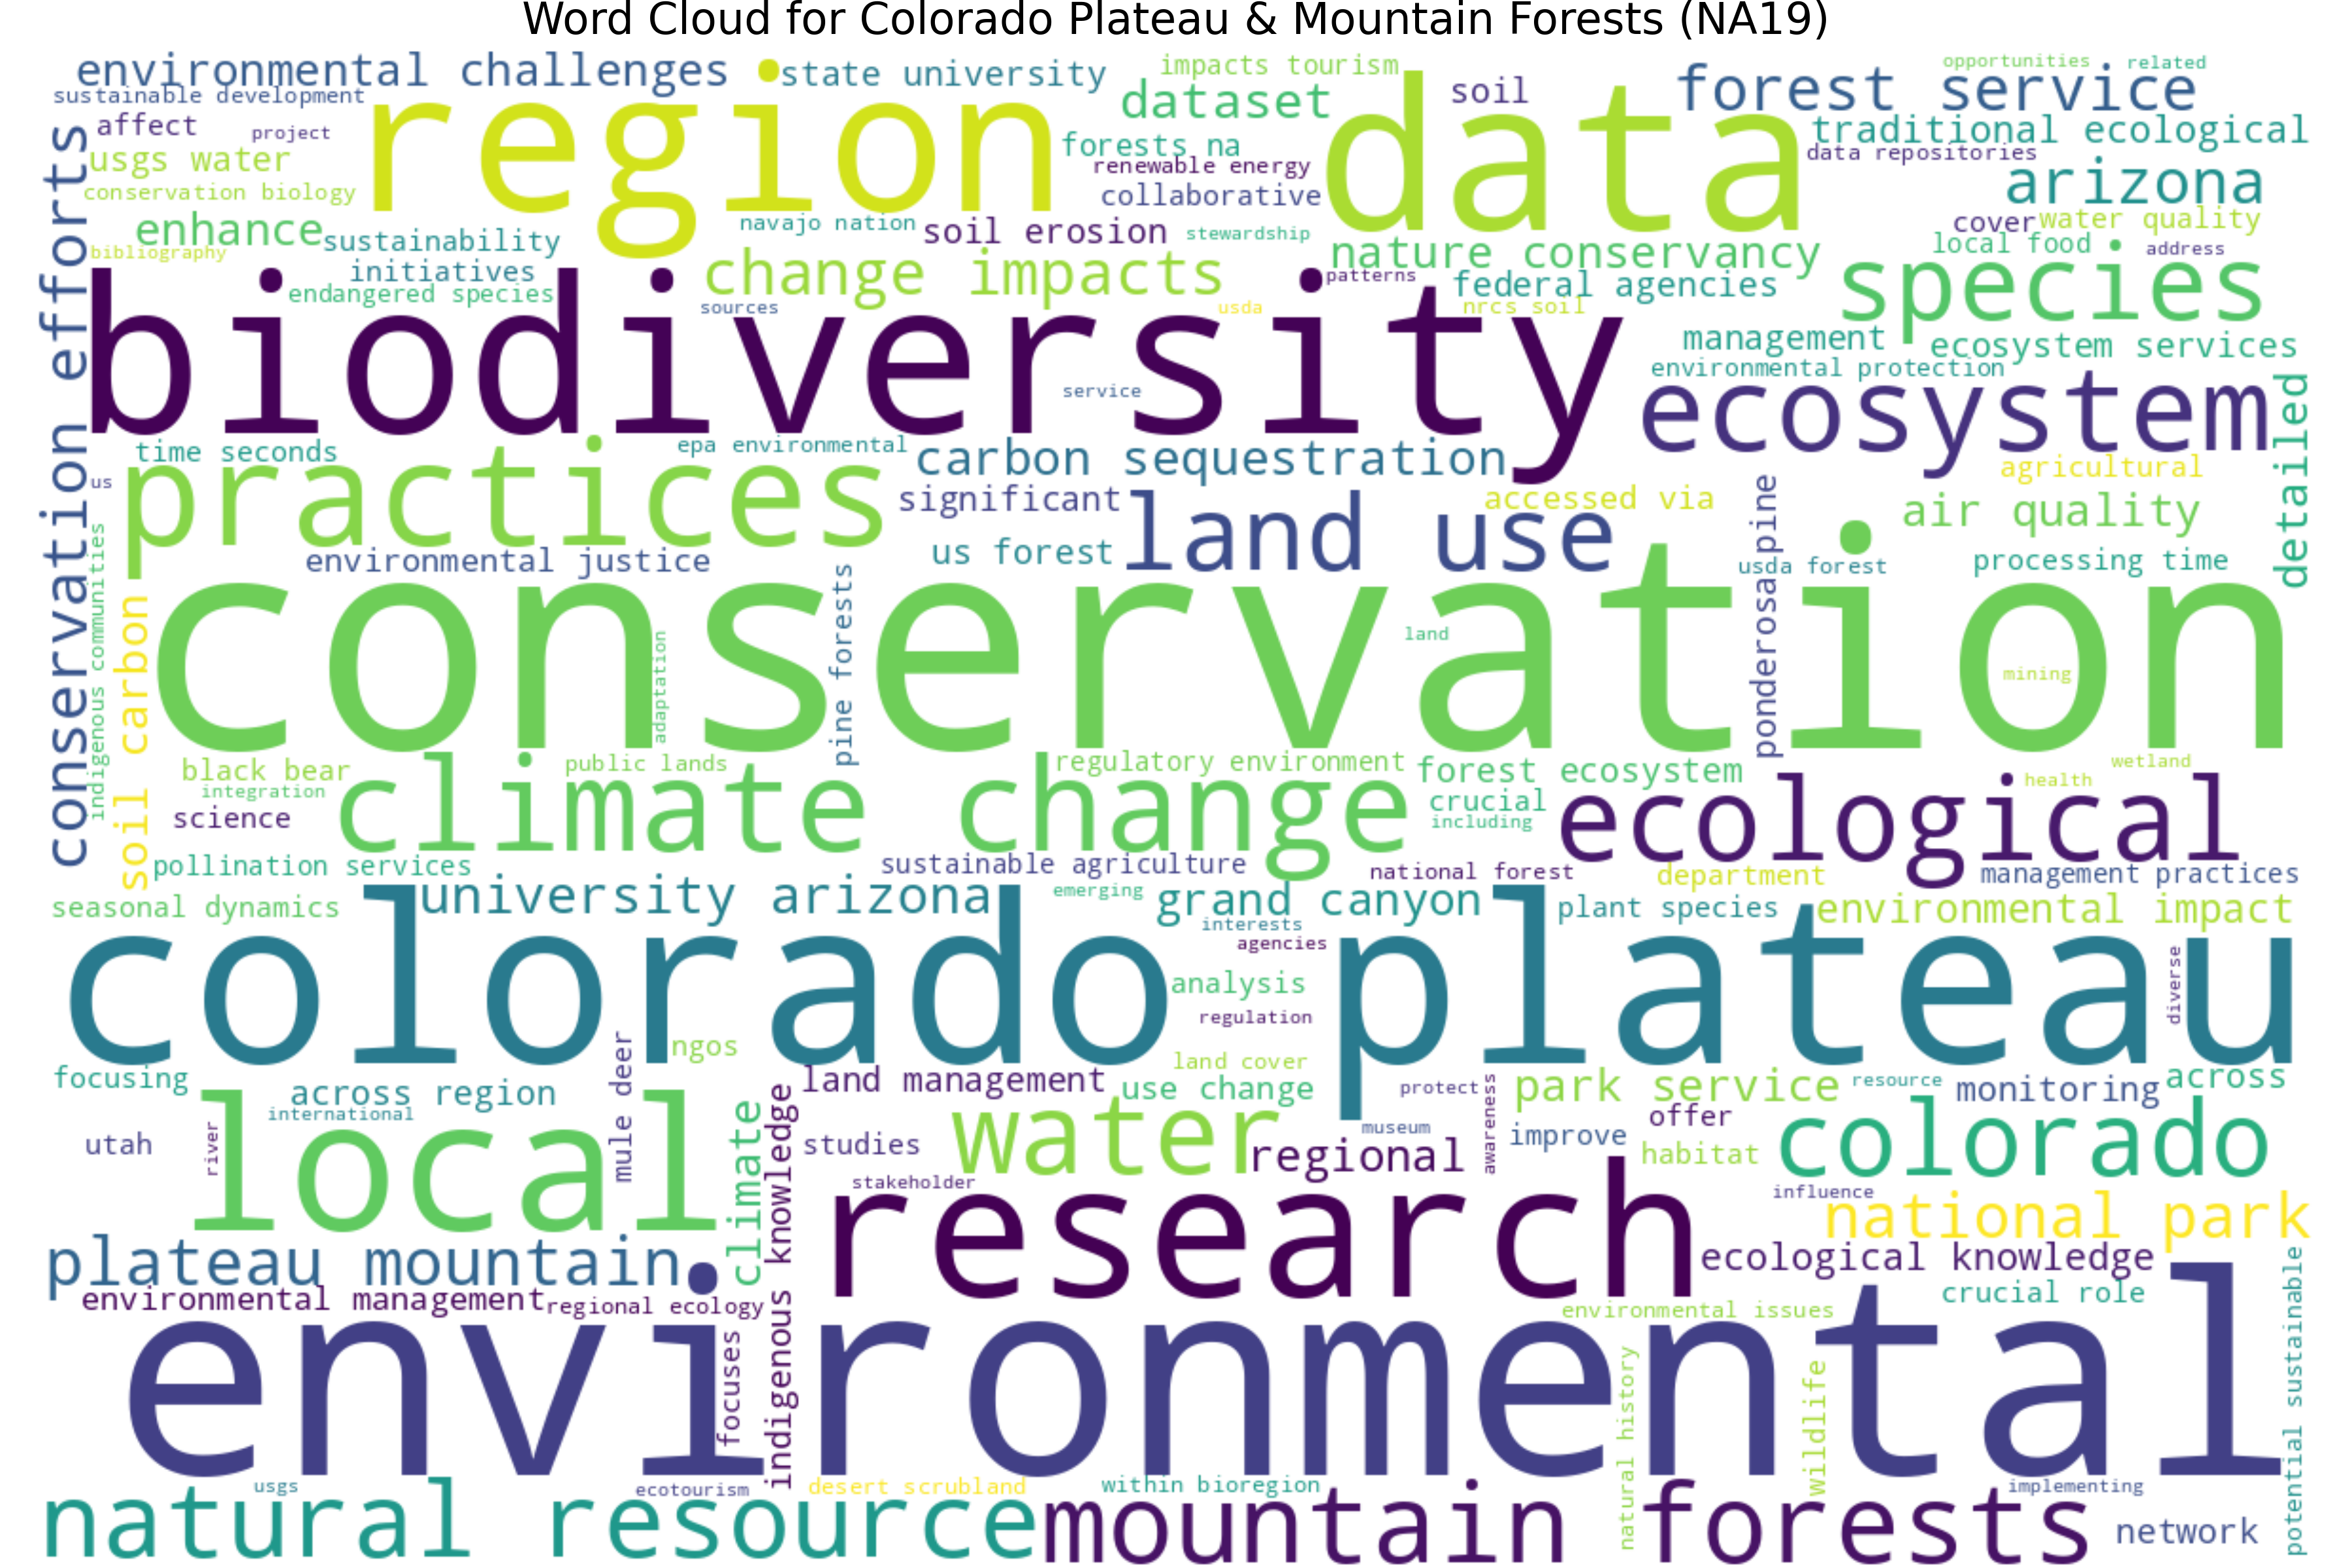 Word Cloud for Colorado Plateau & Mountain Forests (NA19)
environmental challenges
state university
impacts tourism
opportunities
related
sustainable development
region
dataset
soil
data
forest service
affect
project
forests na
traditional ecological
usgs water
renewable energy
data repositories
conservation biology
collaborative
arizona
enhance
navajo nation
soil erosion
stewardship
cover
water quality
sustainability
nature conservancy
local food
address
bibliography
initiatives
change impacts
patterns
federal agencies
species
endangered species
sources
usda
nrcs soil
biodiversity
management
ecosystem services
environmental protection
service
ecosystem
detailed
conservation efforts
time seconds
epa environmental
carbon sequestration
agricultural
us
practices
significant
accessed via
land use
air quality
environmental justice
us forest
ponderosa pine
usda forest
processing time
indigenous communities
soil carbon
conservation
pine forests
adaptation
land
mining
black bear
public lands
regulatory environment
forest ecosystem
wetland
integration
climate change
crucial
health
science
including
ecological
pollination services
sustainable agriculture
national forest
department
management practices
seasonal dynamics
university arizona
emerging
grand canyon
plant species
environmental impact
interests
agencies
colorado plateau
analysis
diverse
regulation
ngos
mule deer
land cover
focusing
across region
land management
use change
protect
park service
resource
monitoring
across
international
local
climate
indigenous knowledge
water
museum
awareness
offer
utah
river
studies
regional
improve
habitat
colorado
stakeholder
research
influence
national park
plateau mountain
ecological knowledge
environmental management
regional ecology
environmental issues
crucial role
potential sustainable
environmental
focuses
natural history
wildlife
usgs
ecotourism
desert scrubland
within bioregion
implementing
natural resource
mountain forests
network